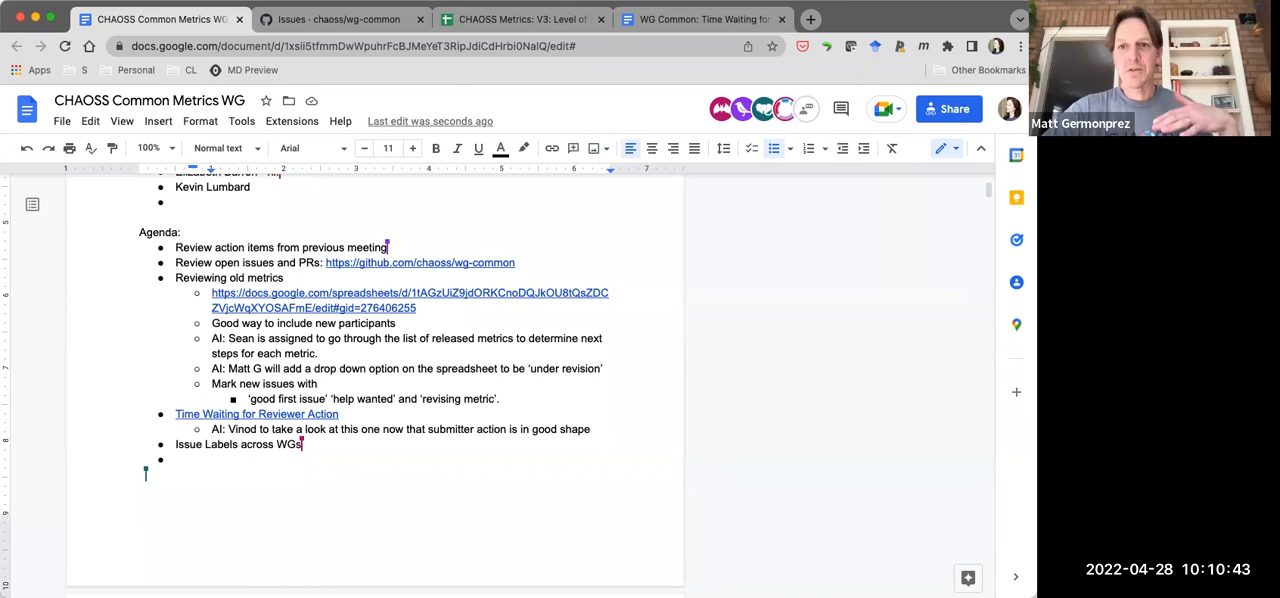 CHAOSS Common Metrics WG
Issues · chaoss/wg-common
CHAOSS Metrics: V3: Level of
WG Common: Time Waiting for
docs.google.com/document/d/1xsii5tfmmDwWpuhrFcBJMeYeT3RipJdiCdHrbi0NalQ/edit#
Apps
S
Personal
CL
MD Preview
Other Bookmarks
CHAOSS Common Metrics WG
File Edit View Insert Format Tools Extensions Help Last edit was seconds ago
Share
100% Normal text Arial 11
1 1 2 3 4 5 6 7
Kevin Lumbard
Agenda:
Review action items from previous meeting
Review open issues and PRs: https://github.com/chaoss/wg-common
Reviewing old metrics
https://docs.google.com/spreadsheets/d/1tAGzUiZ9jdORKCnoDQJkOU8tQsZDC
ZVjcWqXYOSAFmE/edit#gid=276406255
Good way to include new participants
AI: Sean is assigned to go through the list of released metrics to determine next
steps for each metric.
AI: Matt G will add a drop down option on the spreadsheet to be ‘under revision’
Mark new issues with
‘good first issue’ ‘help wanted’ and ‘revising metric’.
Time Waiting for Reviewer Action
AI: Vinod to take a look at this one now that submitter action is in good shape
Issue Labels across WGs
Matt Germonprez
2022-04-28 10:10:43